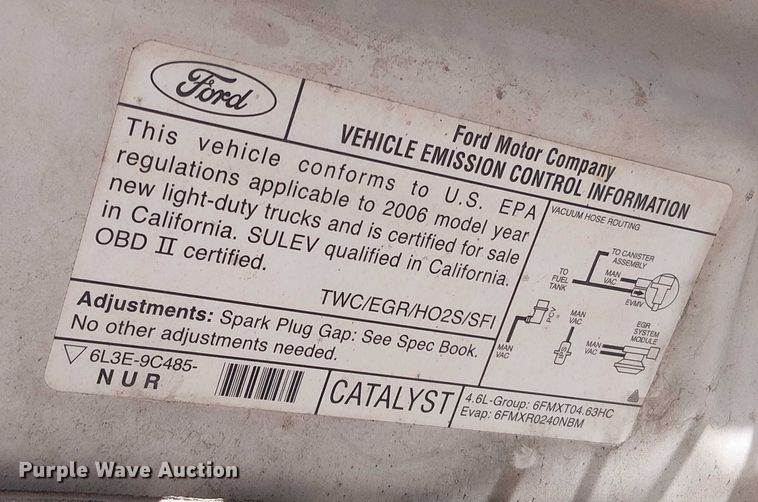 Ford
Ford Motor Company
VEHICLE EMISSION CONTROL INFORMATION
This vehicle conforms to U.S. EPA
regulations applicable to 2006 model year
new light-duty trucks and is certified for sale
in California. SULEV qualified in California.
OBD II certified.
TWC/EGR/HO2S/SFI
Adjustments: Spark Plug Gap: See Spec Book.
No other adjustments needed.
6L3E-9C485-
NUR
CATALYST
VACUUM HOSE ROUTING
TO CANISTER
ASSEMBLY
TO
FUEL
TANK
MAN
VAC
EVMV
PCV
MAN
VAC
MAN
VAC
MAN
VAC
EGR
SYSTEM
MODULE
4.6L-Group: 6FMXT04.63HC
Evap: 6FMXR0240NBM
Purple Wave Auction